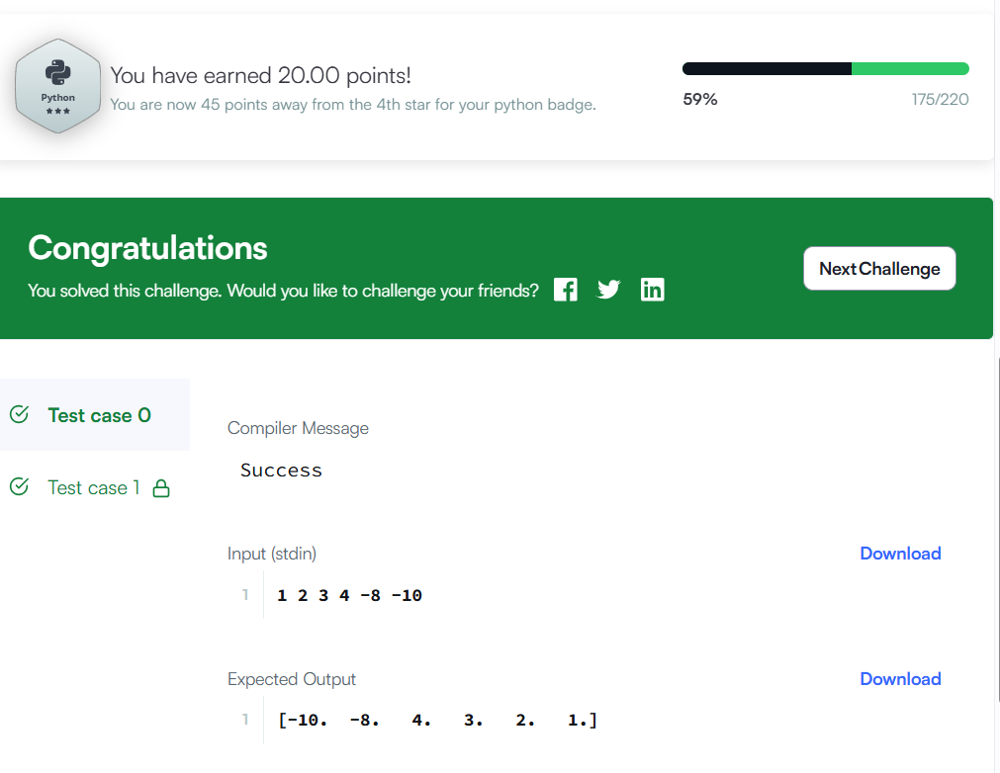 Python
★★★
You have earned 20.00 points!
You are now 45 points away from the 4th star for your python badge.
59%
175/220
Congratulations
You solved this challenge. Would you like to challenge your friends?
Next Challenge
Test case 0
Test case 1
Compiler Message
Success
Input (stdin)
Download
1
1 2 3 4 -8 -10
Expected Output
Download
1
[-10.  -8.   4.   3.   2.   1.]